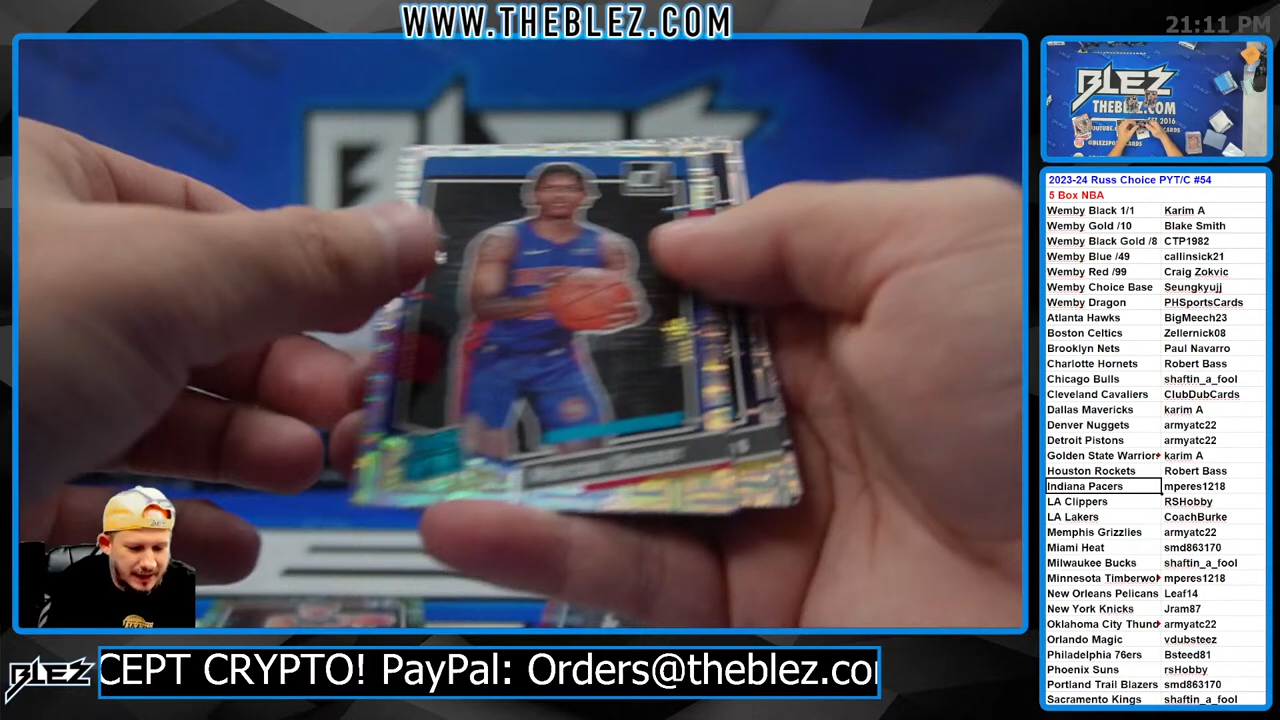 WWW.THEBLEZ.COM
21:11 PM
BLEZ
THEBLEZ.COM
2023-24 Russ Choice PYT/C #54
5 Box NBA
Wemby Black 1/1 Karim A
Wemby Gold /10 Blake Smith
Wemby Black Gold /8 CTP1982
Wemby Blue /49 callinsick21
Wemby Red /99 Craig Zokvic
Wemby Choice Base Seungkyujj
Wemby Dragon PHSportsCards
Atlanta Hawks BigMeech23
Boston Celtics Zellernick08
Brooklyn Nets Paul Navarro
Charlotte Hornets Robert Bass
Chicago Bulls shaftin_a_fool
Cleveland Cavaliers ClubDubCards
Dallas Mavericks karim A
Denver Nuggets armyatc22
Detroit Pistons armyatc22
Golden State Warrior karim A
Houston Rockets Robert Bass
Indiana Pacers mperes1218
LA Clippers RSHobby
LA Lakers CoachBurke
Memphis Grizzlies armyatc22
Miami Heat smd863170
Milwaukee Bucks shaftin_a_fool
Minnesota Timberwol mperes1218
New Orleans Pelicans Leaf14
New York Knicks Jram87
Oklahoma City Thund armyatc22
Orlando Magic vdubsteez
Philadelphia 76ers Bsteed81
Phoenix Suns rsHobby
Portland Trail Blazers smd863170
Sacramento Kings shaftin_a_fool
BLEZ
CEPT CRYPTO! PayPal: Orders@theblez.co